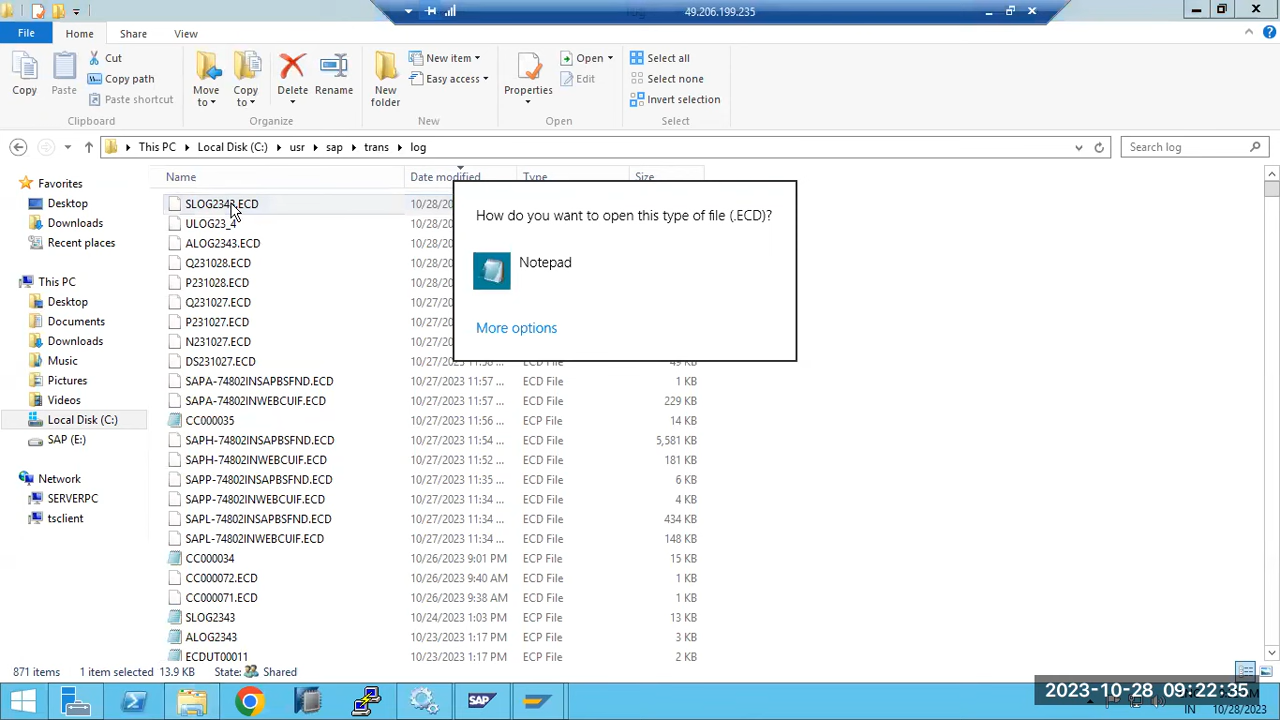 log
49.206.199.235
File
Home
Share
View
Copy
Paste
Cut
Copy path
Paste shortcut
Clipboard
Move to
Copy to
Delete
Rename
Organize
New folder
New item
Easy access
New
Properties
Open
Edit
Open
Select all
Select none
Invert selection
Select
This PC
Local Disk (C:)
usr
sap
trans
log
Search log
Favorites
Desktop
Downloads
Recent places
This PC
Desktop
Documents
Downloads
Music
Pictures
Videos
Local Disk (C:)
SAP (E:)
Network
SERVERPC
tsclient
Name Date modified Type Size
SLOG2343.ECD 10/28/20
ULOG23_4 10/28/20
ALOG2343.ECD 10/28/20
Q231028.ECD 10/28/20
P231028.ECD 10/28/20
Q231027.ECD 10/27/20
P231027.ECD 10/27/20
N231027.ECD 10/27/20
DS231027.ECD 10/27/2023 11:58 ... ECD File 49 KB
SAPA-74802INSAPBSFND.ECD 10/27/2023 11:57 ... ECD File 1 KB
SAPA-74802INWEBCUIF.ECD 10/27/2023 11:57 ... ECD File 229 KB
CC000035 10/27/2023 11:56 ... ECP File 14 KB
SAPH-74802INSAPBSFND.ECD 10/27/2023 11:54 ... ECD File 5,581 KB
SAPH-74802INWEBCUIF.ECD 10/27/2023 11:52 ... ECD File 181 KB
SAPP-74802INSAPBSFND.ECD 10/27/2023 11:35 ... ECD File 6 KB
SAPP-74802INWEBCUIF.ECD 10/27/2023 11:34 ... ECD File 4 KB
SAPL-74802INSAPBSFND.ECD 10/27/2023 11:34 ... ECD File 434 KB
SAPL-74802INWEBCUIF.ECD 10/27/2023 11:34 ... ECD File 148 KB
CC000034 10/26/2023 9:01 PM ECP File 15 KB
CC000072.ECD 10/26/2023 9:40 AM ECD File 1 KB
CC000071.ECD 10/26/2023 9:38 AM ECD File 1 KB
SLOG2343 10/24/2023 1:03 PM ECP File 13 KB
ALOG2343 10/23/2023 1:17 PM ECP File 3 KB
ECDUT00011 10/23/2023 1:17 PM ECP File 2 KB
How do you want to open this type of file (.ECD)?
Notepad
More options
871 items 1 item selected 13.9 KB State: Shared
SAP
2023-10-28 09:22:35
IN 10/28/2023